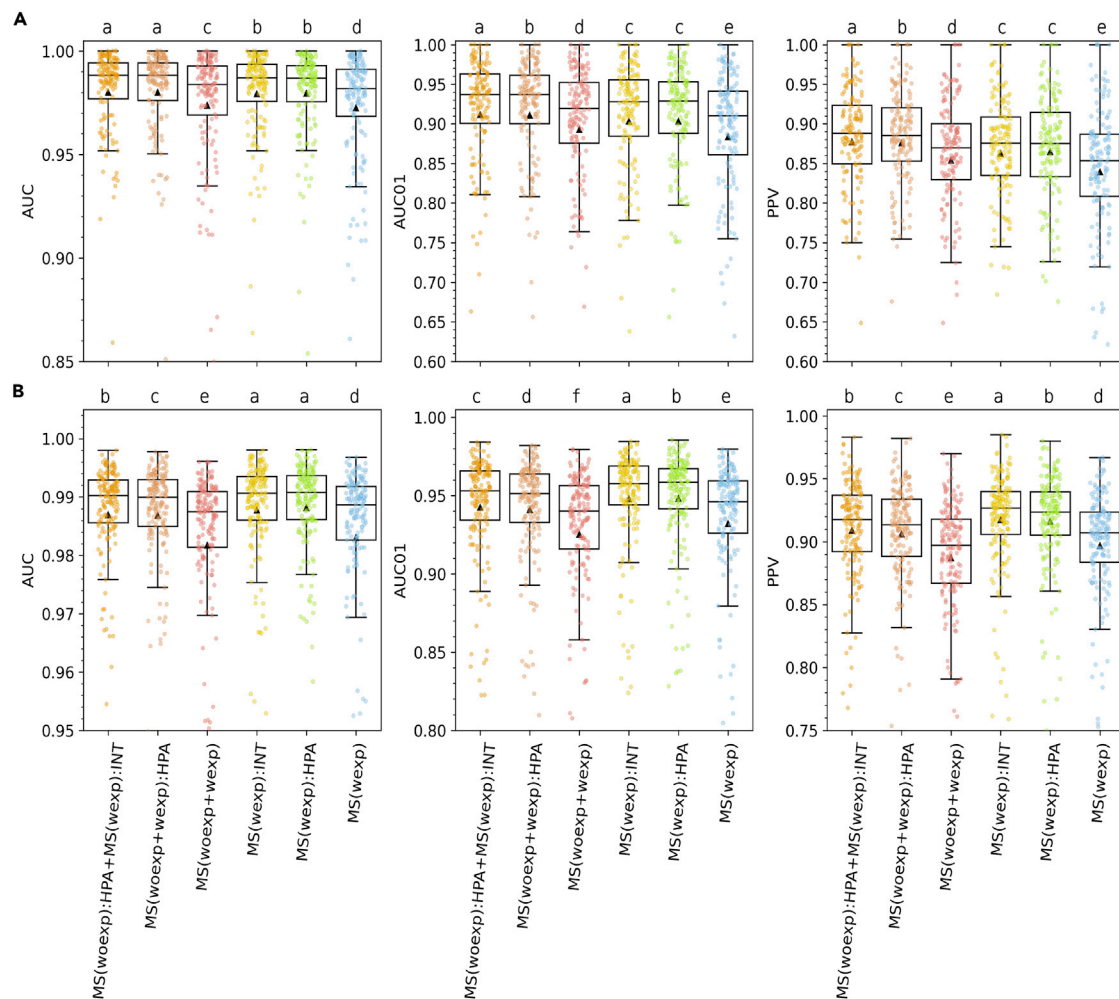 A
a a c b b d
a b d c c e
a b d c c e
1.00
0.95
0.90
0.85
AUC
1.00
0.95
0.90
0.85
0.80
0.75
0.70
0.65
0.60
AUC01
1.00
0.95
0.90
0.85
0.80
0.75
0.70
0.65
0.60
PPV
B
b c e a a d
c d f a b e
b c e a b d
1.00
0.99
0.98
0.97
0.96
0.95
AUC
1.00
0.95
0.90
0.85
0.80
AUC01
1.00
0.95
0.90
0.85
0.80
0.75
PPV
MS(woexp):HPA+MS(wexp):INT
MS(woexp+wexp):HPA
MS(woexp+wexp)
MS(wexp):INT
MS(wexp):HPA
MS(wexp)
MS(woexp):HPA+MS(wexp):INT
MS(woexp+wexp):HPA
MS(woexp+wexp)
MS(wexp):INT
MS(wexp):HPA
MS(wexp)
MS(woexp):HPA+MS(wexp):INT
MS(woexp+wexp):HPA
MS(woexp+wexp)
MS(wexp):INT
MS(wexp):HPA
MS(wexp)